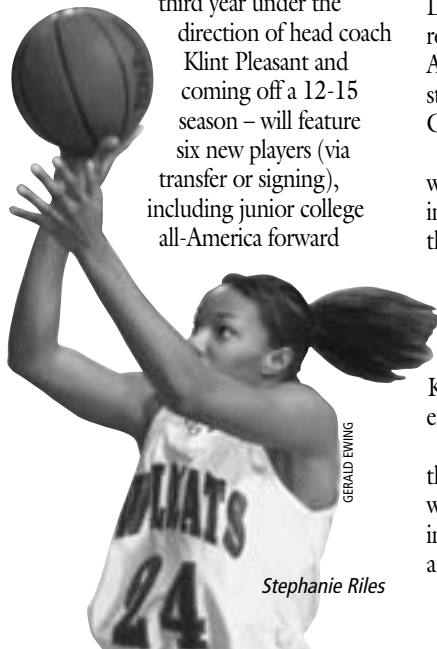 third year under the
direction of head coach
Klint Pleasant and
coming off a 12-15
season – will feature
six new players (via
transfer or signing),
including junior college
all-America forward
GERALD EWING
24
Stephanie Riles